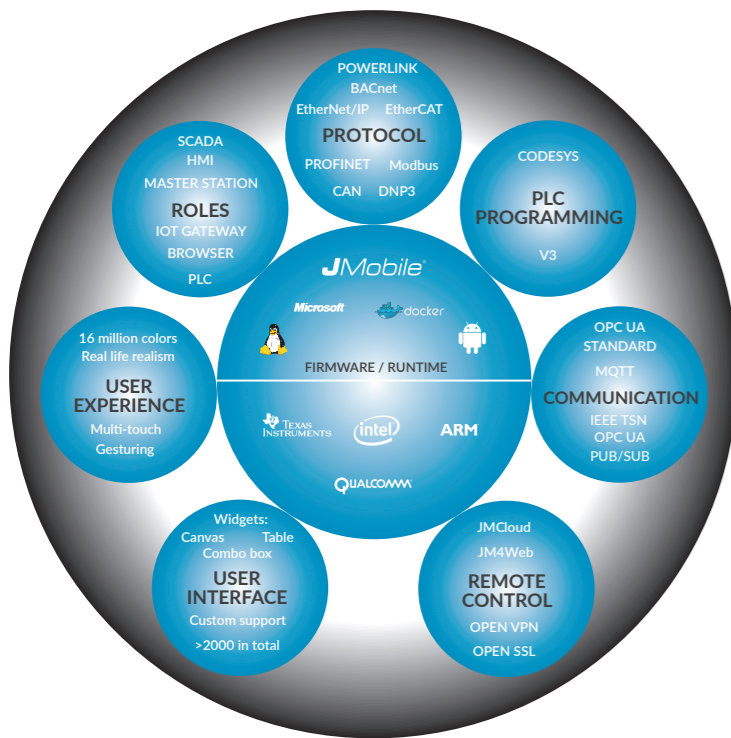 POWERLINK
BACnet
EtherNet/IP EtherCAT
PROTOCOL
PROFINET Modbus
CAN DNP3
SCADA
HMI
MASTER STATION
ROLES
IOT GATEWAY
BROWSER
PLC
CODESYS
PLC
PROGRAMMING
V3
JMobile®
Microsoft
docker
FIRMWARE / RUNTIME
TEXAS
INSTRUMENTS
intel
ARM
QUALCOMM
16 million colors
Real life realism
USER
EXPERIENCE
Multi-touch
Gesturing
OPC UA
STANDARD
MQTT
COMMUNICATION
IEEE TSN
OPC UA
PUB/SUB
Widgets:
Canvas Table
Combo box
USER
INTERFACE
Custom support
>2000 in total
JMCloud
JM4Web
REMOTE
CONTROL
OPEN VPN
OPEN SSL